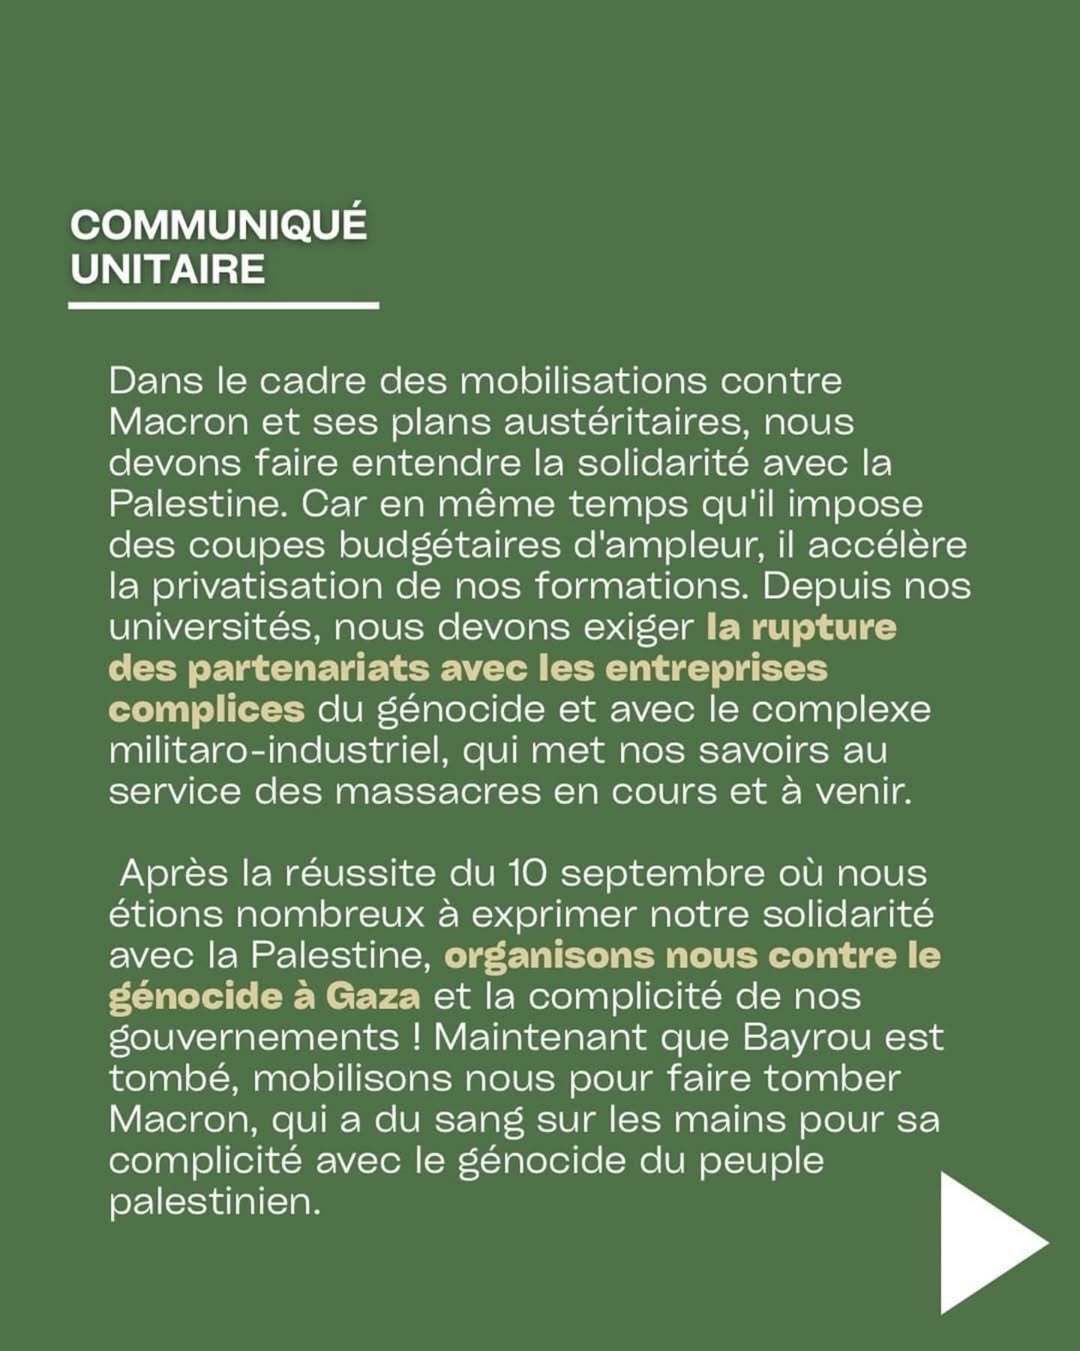 COMMUNIQUÉ
UNITAIRE
Dans le cadre des mobilisations contre
Macron et ses plans austéritaires, nous
devons faire entendre la solidarité avec la
Palestine. Car en même temps qu'il impose
des coupes budgétaires d'ampleur, il accélère
la privatisation de nos formations. Depuis nos
universités, nous devons exiger la rupture
des partenariats avec les entreprises
complices du génocide et avec le complexe
militaro-industriel, qui met nos savoirs au
service des massacres en cours et à venir.
Après la réussite du 10 septembre où nous
étions nombreux à exprimer notre solidarité
avec la Palestine, organisons nous contre le
génocide à Gaza et la complicité de nos
gouvernements ! Maintenant que Bayrou est
tombé, mobilisons nous pour faire tomber
Macron, qui a du sang sur les mains pour sa
complicité avec le génocide du peuple
palestinien.